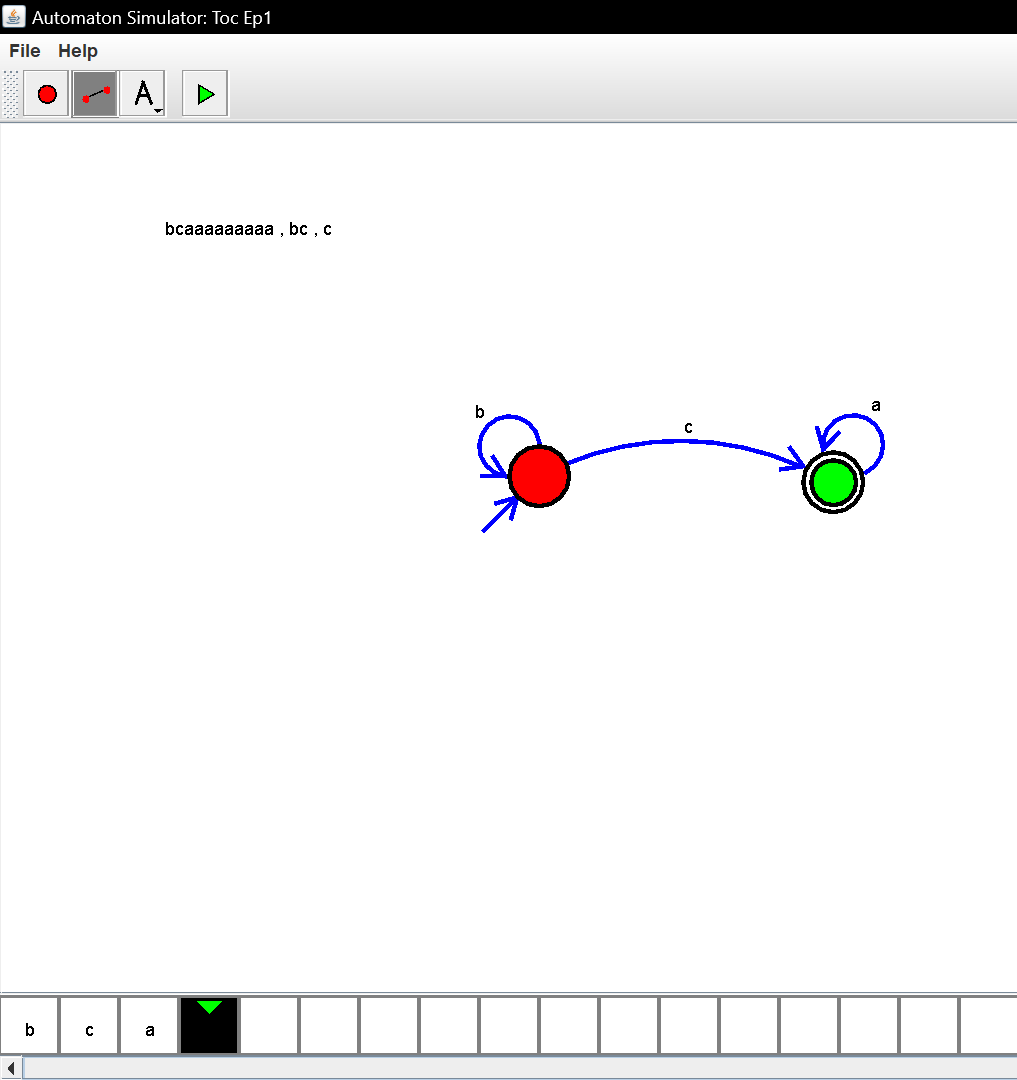 Automaton Simulator: Toc Ep1
File Help
A
bcaaaaaaaaa , bc , c
b
c
a
b c a